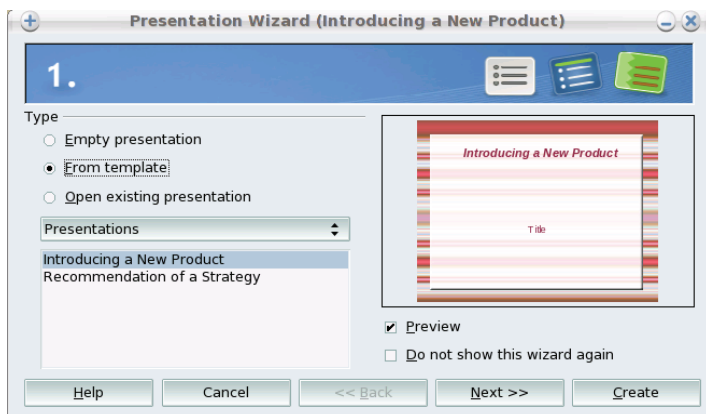 Presentation Wizard (Introducing a New Product)
1.
Type
Empty presentation
From template
Open existing presentation
Presentations
Introducing a New Product
Recommendation of a Strategy
Introducing a New Product
Title
Preview
Do not show this wizard again
Help Cancel << Back Next >> Create